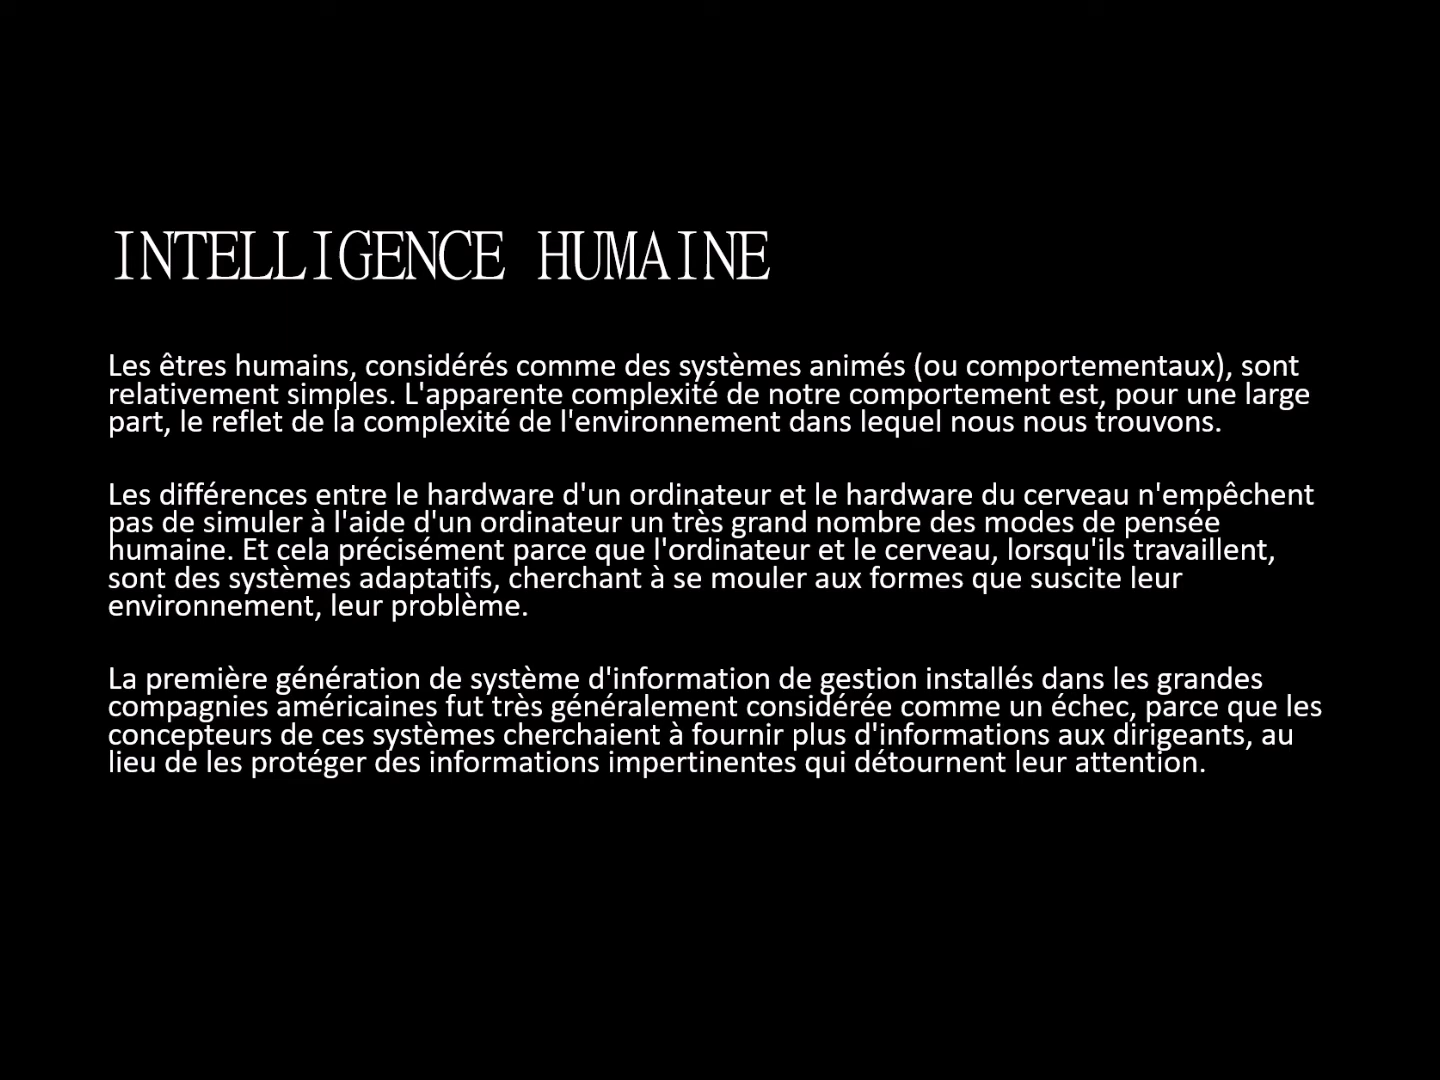 INTELLIGENCE HUMAINE
Les êtres humains, considérés comme des systèmes animés (ou comportementaux), sont
relativement simples. L'apparente complexité de notre comportement est, pour une large
part, le reflet de la complexité de l'environnement dans lequel nous nous trouvons.
Les différences entre le hardware d'un ordinateur et le hardware du cerveau n'empêchent
pas de simuler à l'aide d'un ordinateur un très grand nombre des modes de pensée
humaine. Et cela précisément parce que l'ordinateur et le cerveau, lorsqu'ils travaillent,
sont des systèmes adaptatifs, cherchant à se mouler aux formes que suscite leur
environnement, leur problème.
La première génération de système d'information de gestion installés dans les grandes
compagnies américaines fut très généralement considérée comme un échec, parce que les
concepteurs de ces systèmes cherchaient à fournir plus d'informations aux dirigeants, au
lieu de les protéger des informations impertinentes qui détournent leur attention.